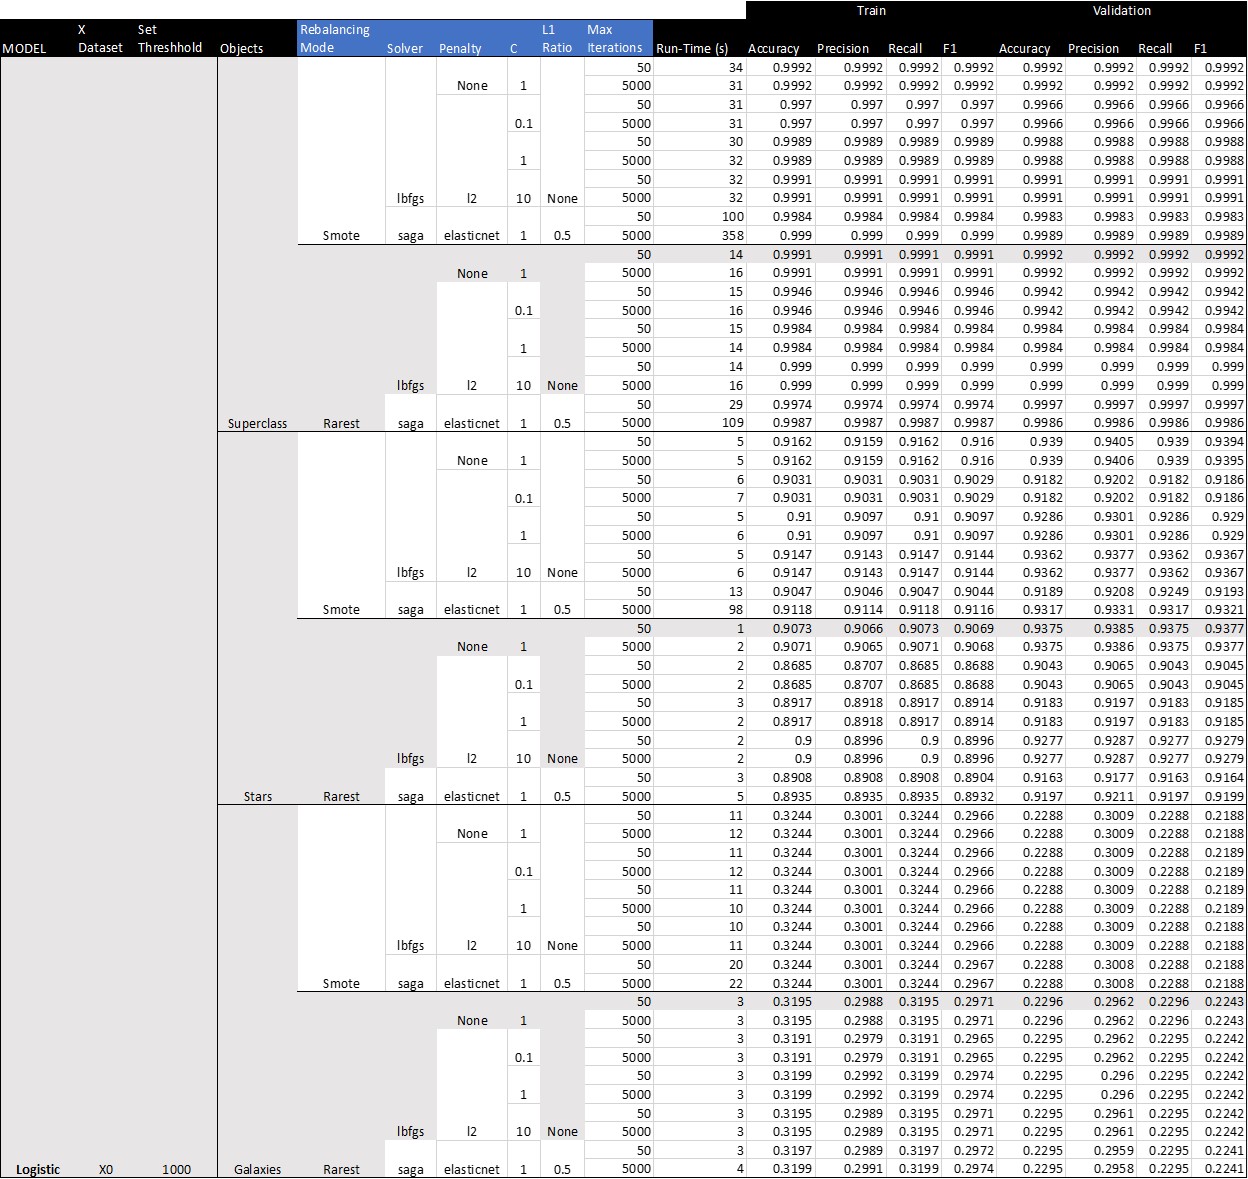 Train Validation
X Set Rebalancing L1 Max
MODEL Dataset Threshhold Objects Mode Solver Penalty C Ratio Iterations Run-Time (s) Accuracy Precision Recall F1 Accuracy Precision Recall F1
50 34 0.9992 0.9992 0.9992 0.9992 0.9992 0.9992 0.9992 0.9992
None 1 5000 31 0.9992 0.9992 0.9992 0.9992 0.9992 0.9992 0.9992 0.9992
50 31 0.997 0.997 0.997 0.997 0.9966 0.9966 0.9966 0.9966
0.1 5000 31 0.997 0.997 0.997 0.997 0.9966 0.9966 0.9966 0.9966
50 30 0.9989 0.9989 0.9989 0.9989 0.9988 0.9988 0.9988 0.9988
1 5000 32 0.9989 0.9989 0.9989 0.9989 0.9988 0.9988 0.9988 0.9988
50 32 0.9991 0.9991 0.9991 0.9991 0.9991 0.9991 0.9991 0.9991
lbfgs l2 10 None 5000 32 0.9991 0.9991 0.9991 0.9991 0.9991 0.9991 0.9991 0.9991
50 100 0.9984 0.9984 0.9984 0.9984 0.9983 0.9983 0.9983 0.9983
Smote saga elasticnet 1 0.5 5000 358 0.999 0.999 0.999 0.999 0.9989 0.9989 0.9989 0.9989
50 14 0.9991 0.9991 0.9991 0.9991 0.9992 0.9992 0.9992 0.9992
None 1 5000 16 0.9991 0.9991 0.9991 0.9991 0.9992 0.9992 0.9992 0.9992
50 15 0.9946 0.9946 0.9946 0.9946 0.9942 0.9942 0.9942 0.9942
0.1 5000 16 0.9946 0.9946 0.9946 0.9946 0.9942 0.9942 0.9942 0.9942
50 15 0.9984 0.9984 0.9984 0.9984 0.9984 0.9984 0.9984 0.9984
1 5000 14 0.9984 0.9984 0.9984 0.9984 0.9984 0.9984 0.9984 0.9984
50 14 0.999 0.999 0.999 0.999 0.999 0.999 0.999 0.999
lbfgs l2 10 None 5000 16 0.999 0.999 0.999 0.999 0.999 0.999 0.999 0.999
50 29 0.9974 0.9974 0.9974 0.9974 0.9997 0.9997 0.9997 0.9997
Superclass Rarest saga elasticnet 1 0.5 5000 109 0.9987 0.9987 0.9987 0.9987 0.9986 0.9986 0.9986 0.9986
50 5 0.9162 0.9159 0.9162 0.916 0.939 0.9405 0.939 0.9394
None 1 5000 5 0.9162 0.9159 0.9162 0.916 0.939 0.9406 0.939 0.9395
50 6 0.9031 0.9031 0.9031 0.9029 0.9182 0.9202 0.9182 0.9186
0.1 5000 7 0.9031 0.9031 0.9031 0.9029 0.9182 0.9202 0.9182 0.9186
50 5 0.91 0.9097 0.91 0.9097 0.9286 0.9301 0.9286 0.929
1 5000 6 0.91 0.9097 0.91 0.9097 0.9286 0.9301 0.9286 0.929
50 5 0.9147 0.9143 0.9147 0.9144 0.9362 0.9377 0.9362 0.9367
lbfgs l2 10 None 5000 6 0.9147 0.9143 0.9147 0.9144 0.9362 0.9377 0.9362 0.9367
50 13 0.9047 0.9046 0.9047 0.9044 0.9189 0.9208 0.9249 0.9193
Smote saga elasticnet 1 0.5 5000 98 0.9118 0.9114 0.9118 0.9116 0.9317 0.9331 0.9317 0.9321
50 1 0.9073 0.9066 0.9073 0.9069 0.9375 0.9385 0.9375 0.9377
None 1 5000 2 0.9071 0.9065 0.9071 0.9068 0.9375 0.9386 0.9375 0.9377
50 2 0.8685 0.8707 0.8685 0.8688 0.9043 0.9065 0.9043 0.9045
0.1 5000 2 0.8685 0.8707 0.8685 0.8688 0.9043 0.9065 0.9043 0.9045
50 3 0.8917 0.8918 0.8917 0.8914 0.9183 0.9197 0.9183 0.9185
1 5000 2 0.8917 0.8918 0.8917 0.8914 0.9183 0.9197 0.9183 0.9185
50 2 0.9 0.8996 0.9 0.8996 0.9277 0.9287 0.9277 0.9279
lbfgs l2 10 None 5000 2 0.9 0.8996 0.9 0.8996 0.9277 0.9287 0.9277 0.9279
50 3 0.8908 0.8908 0.8908 0.8904 0.9163 0.9177 0.9163 0.9164
Stars Rarest saga elasticnet 1 0.5 5000 5 0.8935 0.8935 0.8935 0.8932 0.9197 0.9211 0.9197 0.9199
50 11 0.3244 0.3001 0.3244 0.2966 0.2288 0.3009 0.2288 0.2188
None 1 5000 12 0.3244 0.3001 0.3244 0.2966 0.2288 0.3009 0.2288 0.2188
50 11 0.3244 0.3001 0.3244 0.2966 0.2288 0.3009 0.2288 0.2189
0.1 5000 12 0.3244 0.3001 0.3244 0.2966 0.2288 0.3009 0.2288 0.2189
50 11 0.3244 0.3001 0.3244 0.2966 0.2288 0.3009 0.2288 0.2189
1 5000 10 0.3244 0.3001 0.3244 0.2966 0.2288 0.3009 0.2288 0.2189
50 10 0.3244 0.3001 0.3244 0.2966 0.2288 0.3009 0.2288 0.2188
lbfgs l2 10 None 5000 11 0.3244 0.3001 0.3244 0.2966 0.2288 0.3009 0.2288 0.2188
50 20 0.3244 0.3001 0.3244 0.2967 0.2288 0.3008 0.2288 0.2188
Smote saga elasticnet 1 0.5 5000 22 0.3244 0.3001 0.3244 0.2967 0.2288 0.3008 0.2288 0.2188
50 3 0.3195 0.2988 0.3195 0.2971 0.2296 0.2962 0.2296 0.2243
None 1 5000 3 0.3195 0.2988 0.3195 0.2971 0.2296 0.2962 0.2296 0.2243
50 3 0.3191 0.2979 0.3191 0.2965 0.2295 0.2962 0.2295 0.2242
0.1 5000 3 0.3191 0.2979 0.3191 0.2965 0.2295 0.2962 0.2295 0.2242
50 3 0.3199 0.2992 0.3199 0.2974 0.2295 0.296 0.2295 0.2242
1 5000 3 0.3199 0.2992 0.3199 0.2974 0.2295 0.296 0.2295 0.2242
50 3 0.3195 0.2989 0.3195 0.2971 0.2295 0.2961 0.2295 0.2242
lbfgs l2 10 None 5000 3 0.3195 0.2989 0.3195 0.2971 0.2295 0.2961 0.2295 0.2242
50 3 0.3197 0.2989 0.3197 0.2972 0.2295 0.2959 0.2295 0.2241
Logistic X0 1000 Galaxies Rarest saga elasticnet 1 0.5 5000 4 0.3199 0.2991 0.3199 0.2974 0.2295 0.2958 0.2295 0.2241